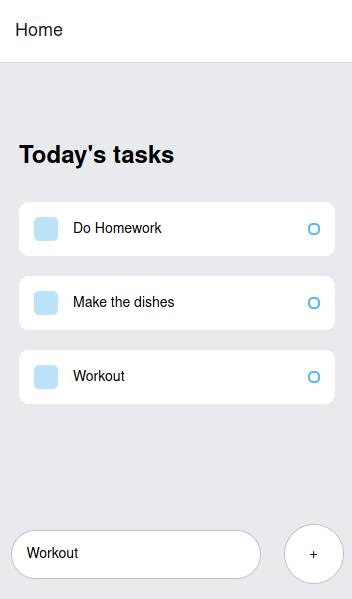 Home
Today's tasks
Do Homework
Make the dishes
Workout
Workout
+